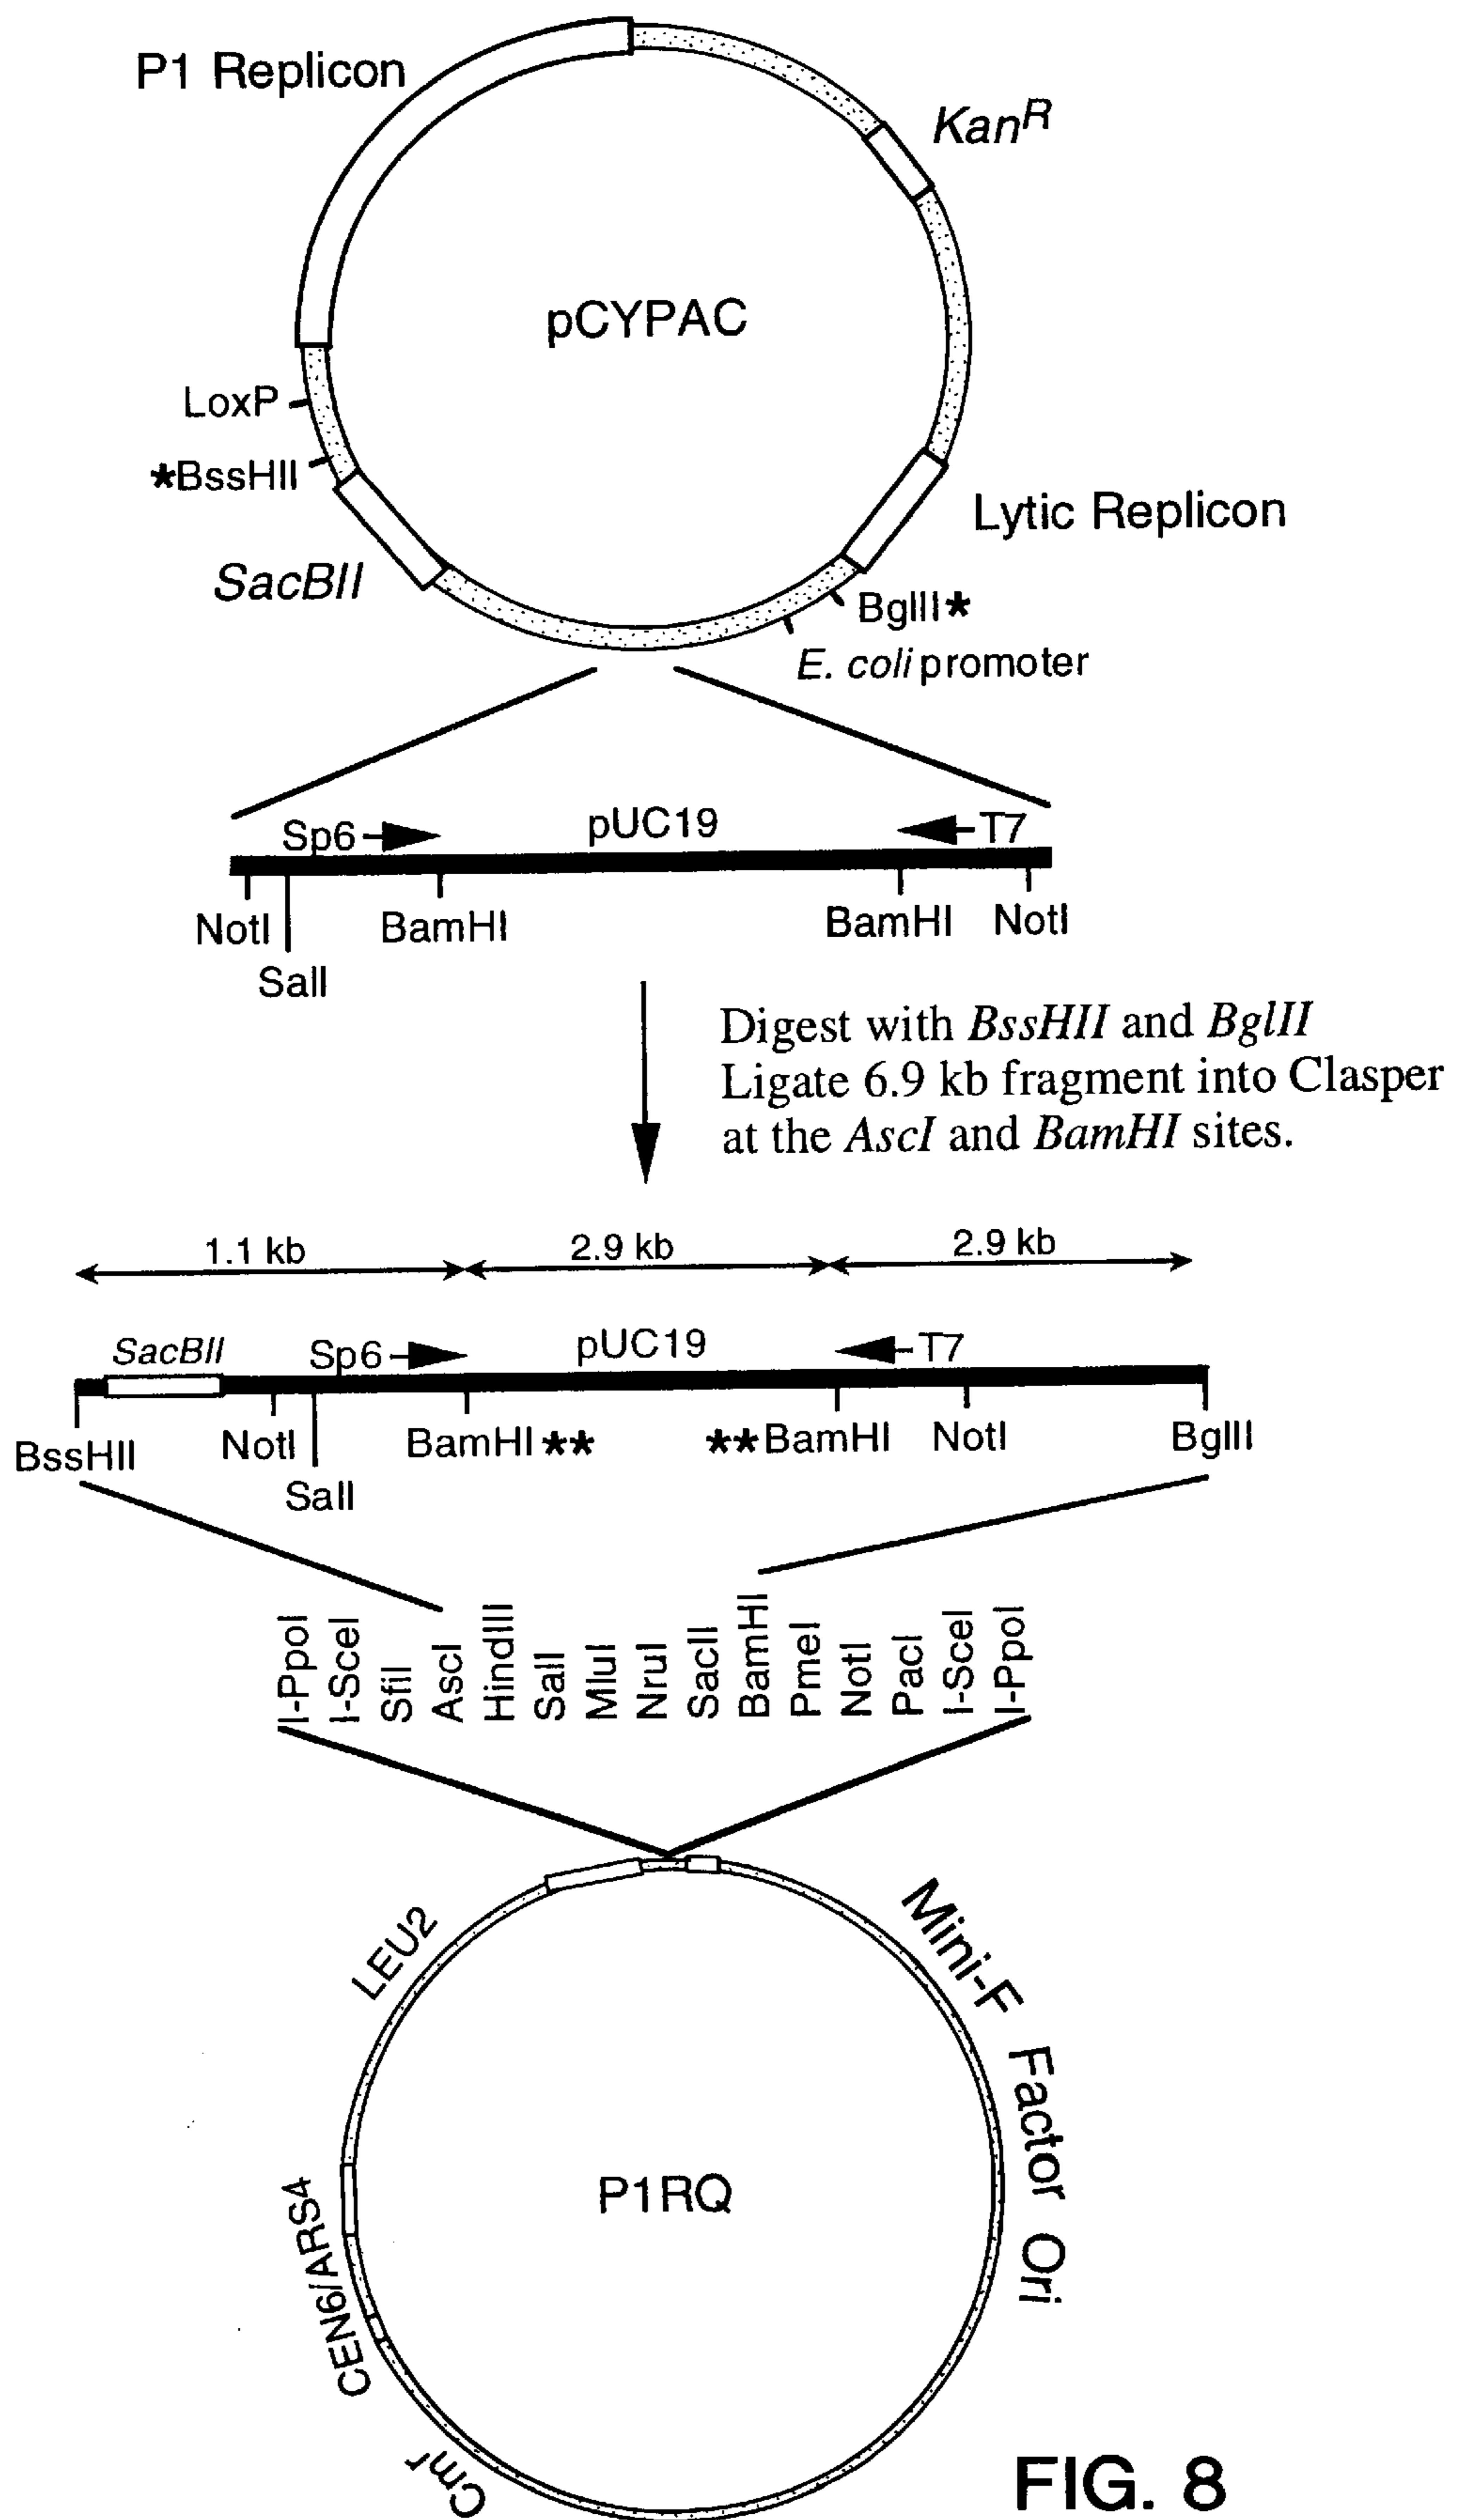 P1 Replicon
KanR
pCYPAC
LoxP
*BssHII
SacBII
Lytic Replicon
BglII*
E. coli promoter
Sp6
pUC19
T7
NotI
SalI
BamHI
BamHI
NotI
Digest with BssHII and BglII
Ligate 6.9 kb fragment into Clasper
at the AscI and BamHI sites.
1.1 kb
2.9 kb
2.9 kb
SacBII
Sp6
pUC19
T7
BssHII
NotI
SalI
BamHI**
**BamHI
NotI
BglII
I-PpoI
I-SceI
SfiI
AscI
HindIII
SalI
MluI
NruI
SacII
BamHI
PmeI
NotI
PacI
I-SceI
I-PpoI
LEU2
Mini-F Factor Ori
P1RQ
CEN6/ARS4
Cmr
FIG. 8